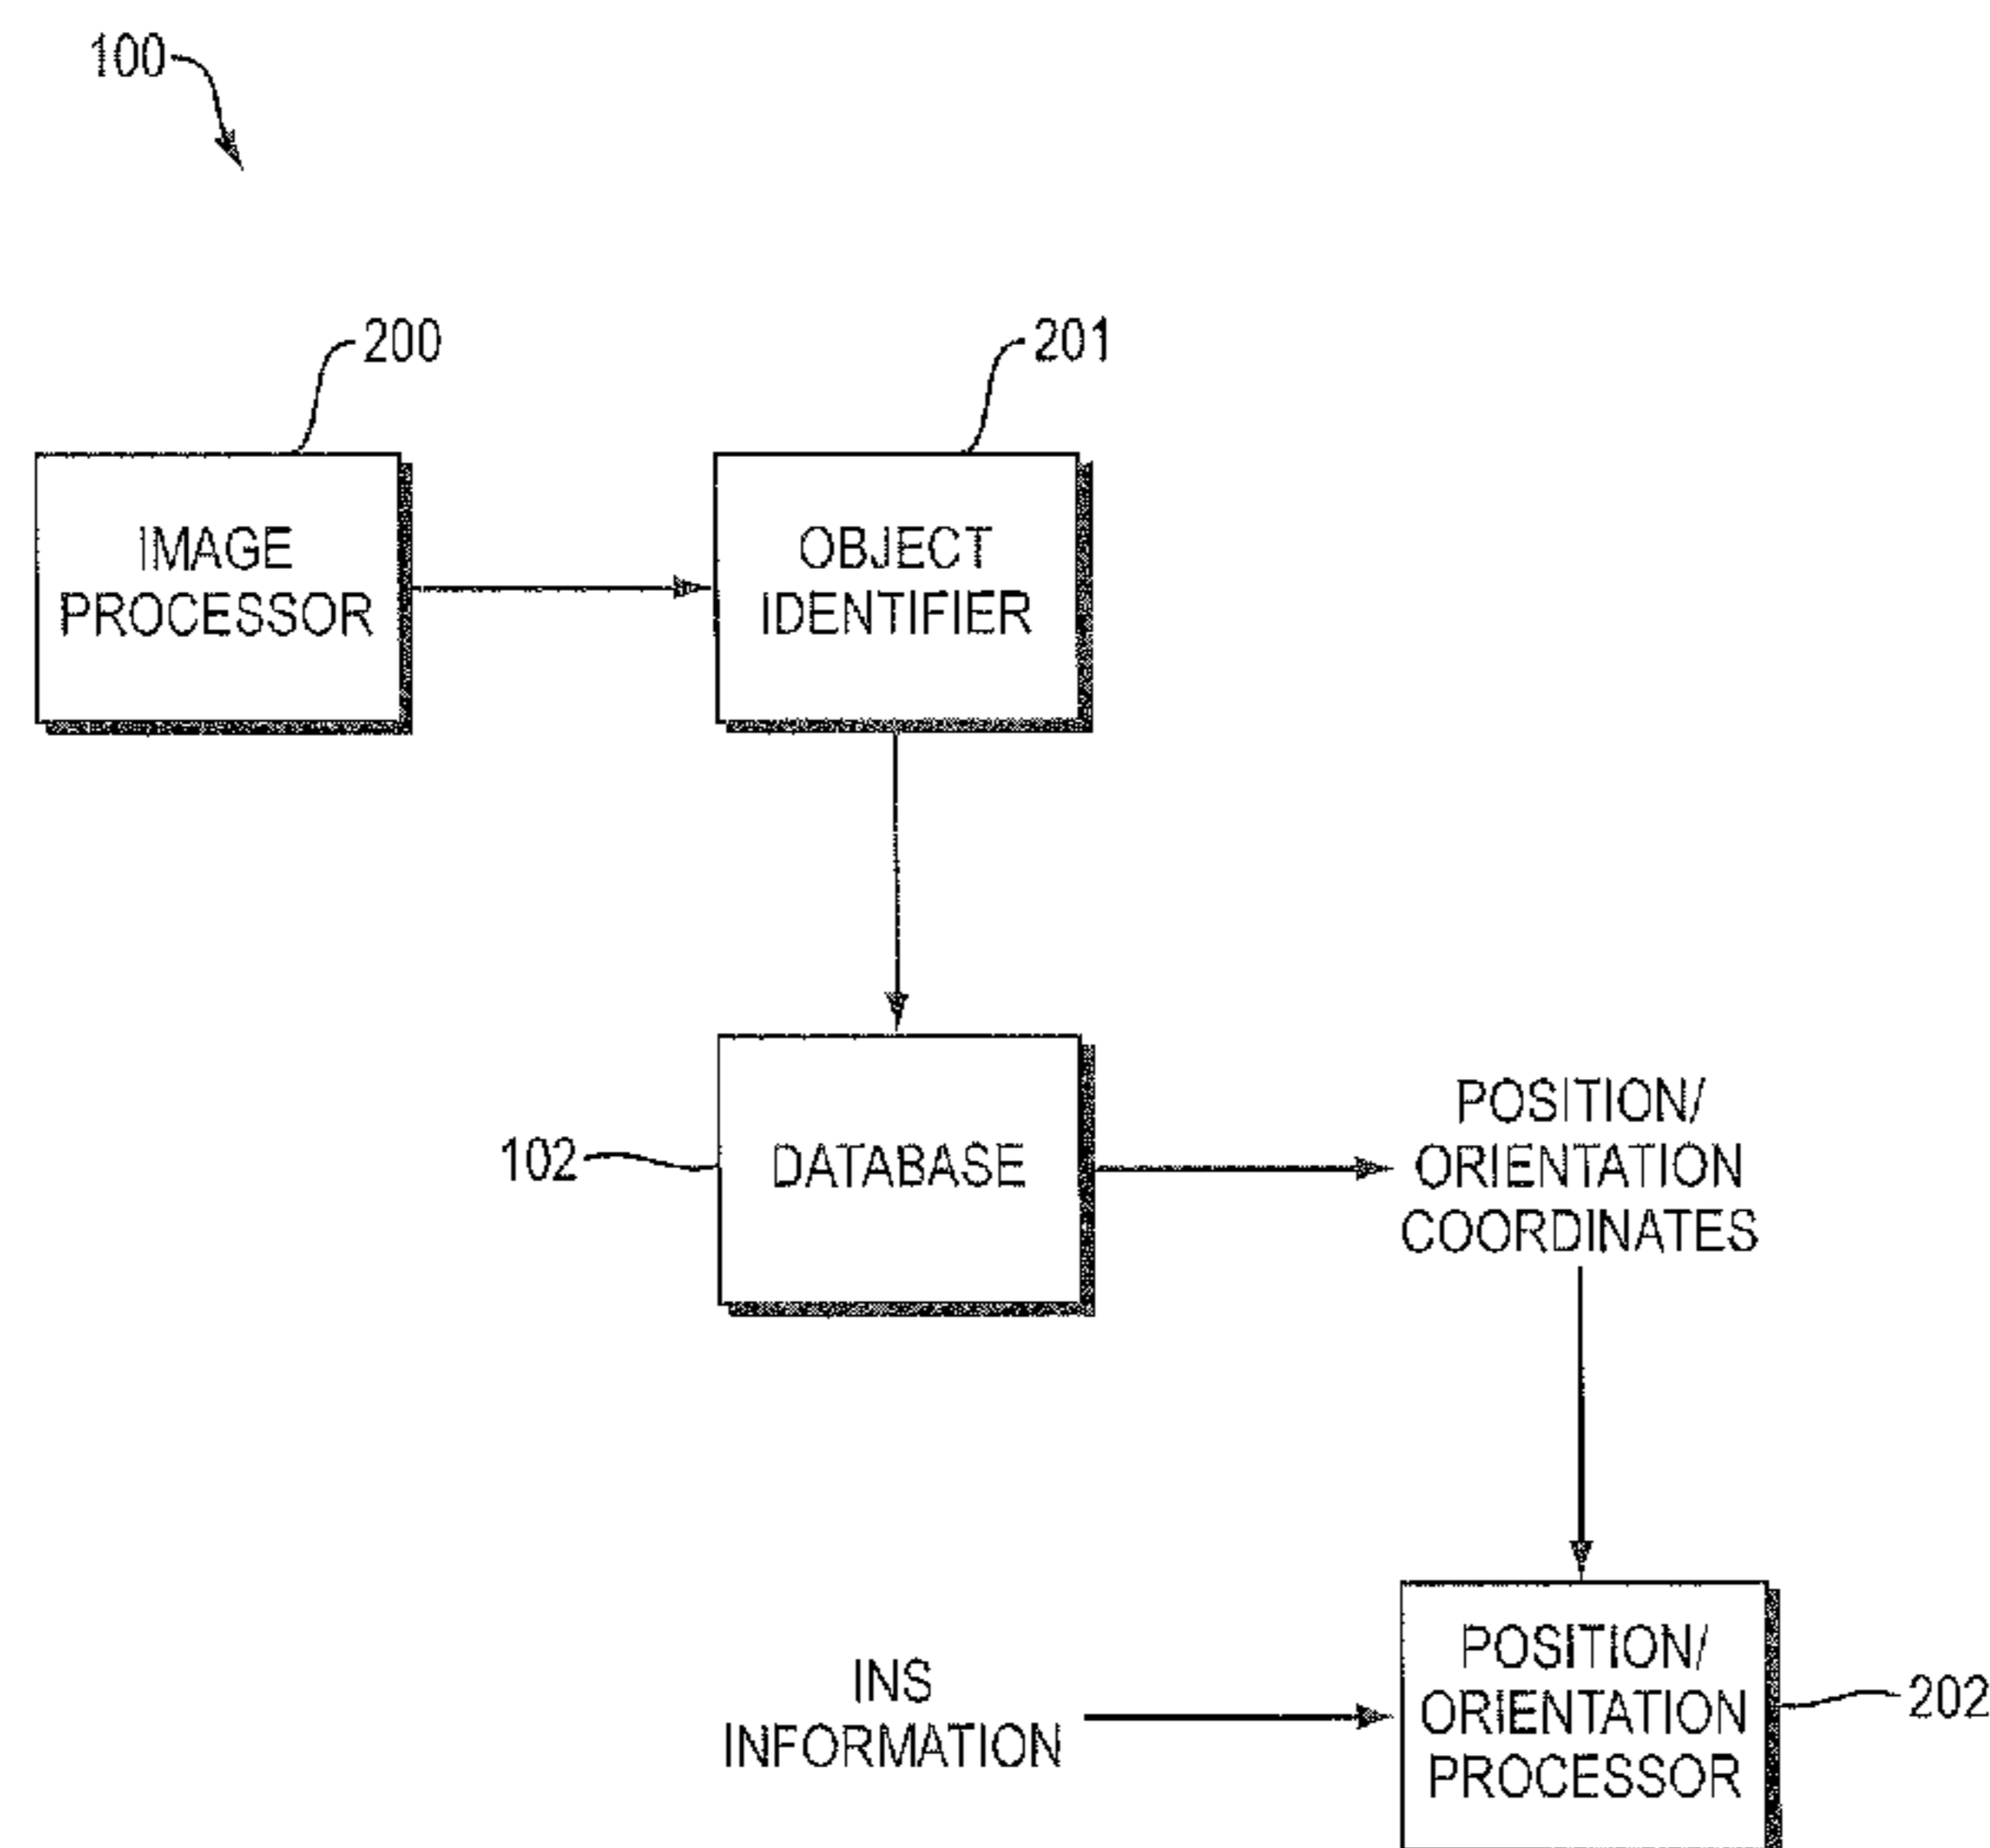 100
200
201
IMAGE
PROCESSOR
OBJECT
IDENTIFIER
102
DATABASE
POSITION/
ORIENTATION
COORDINATES
INS
INFORMATION
POSITION/
ORIENTATION
PROCESSOR
202